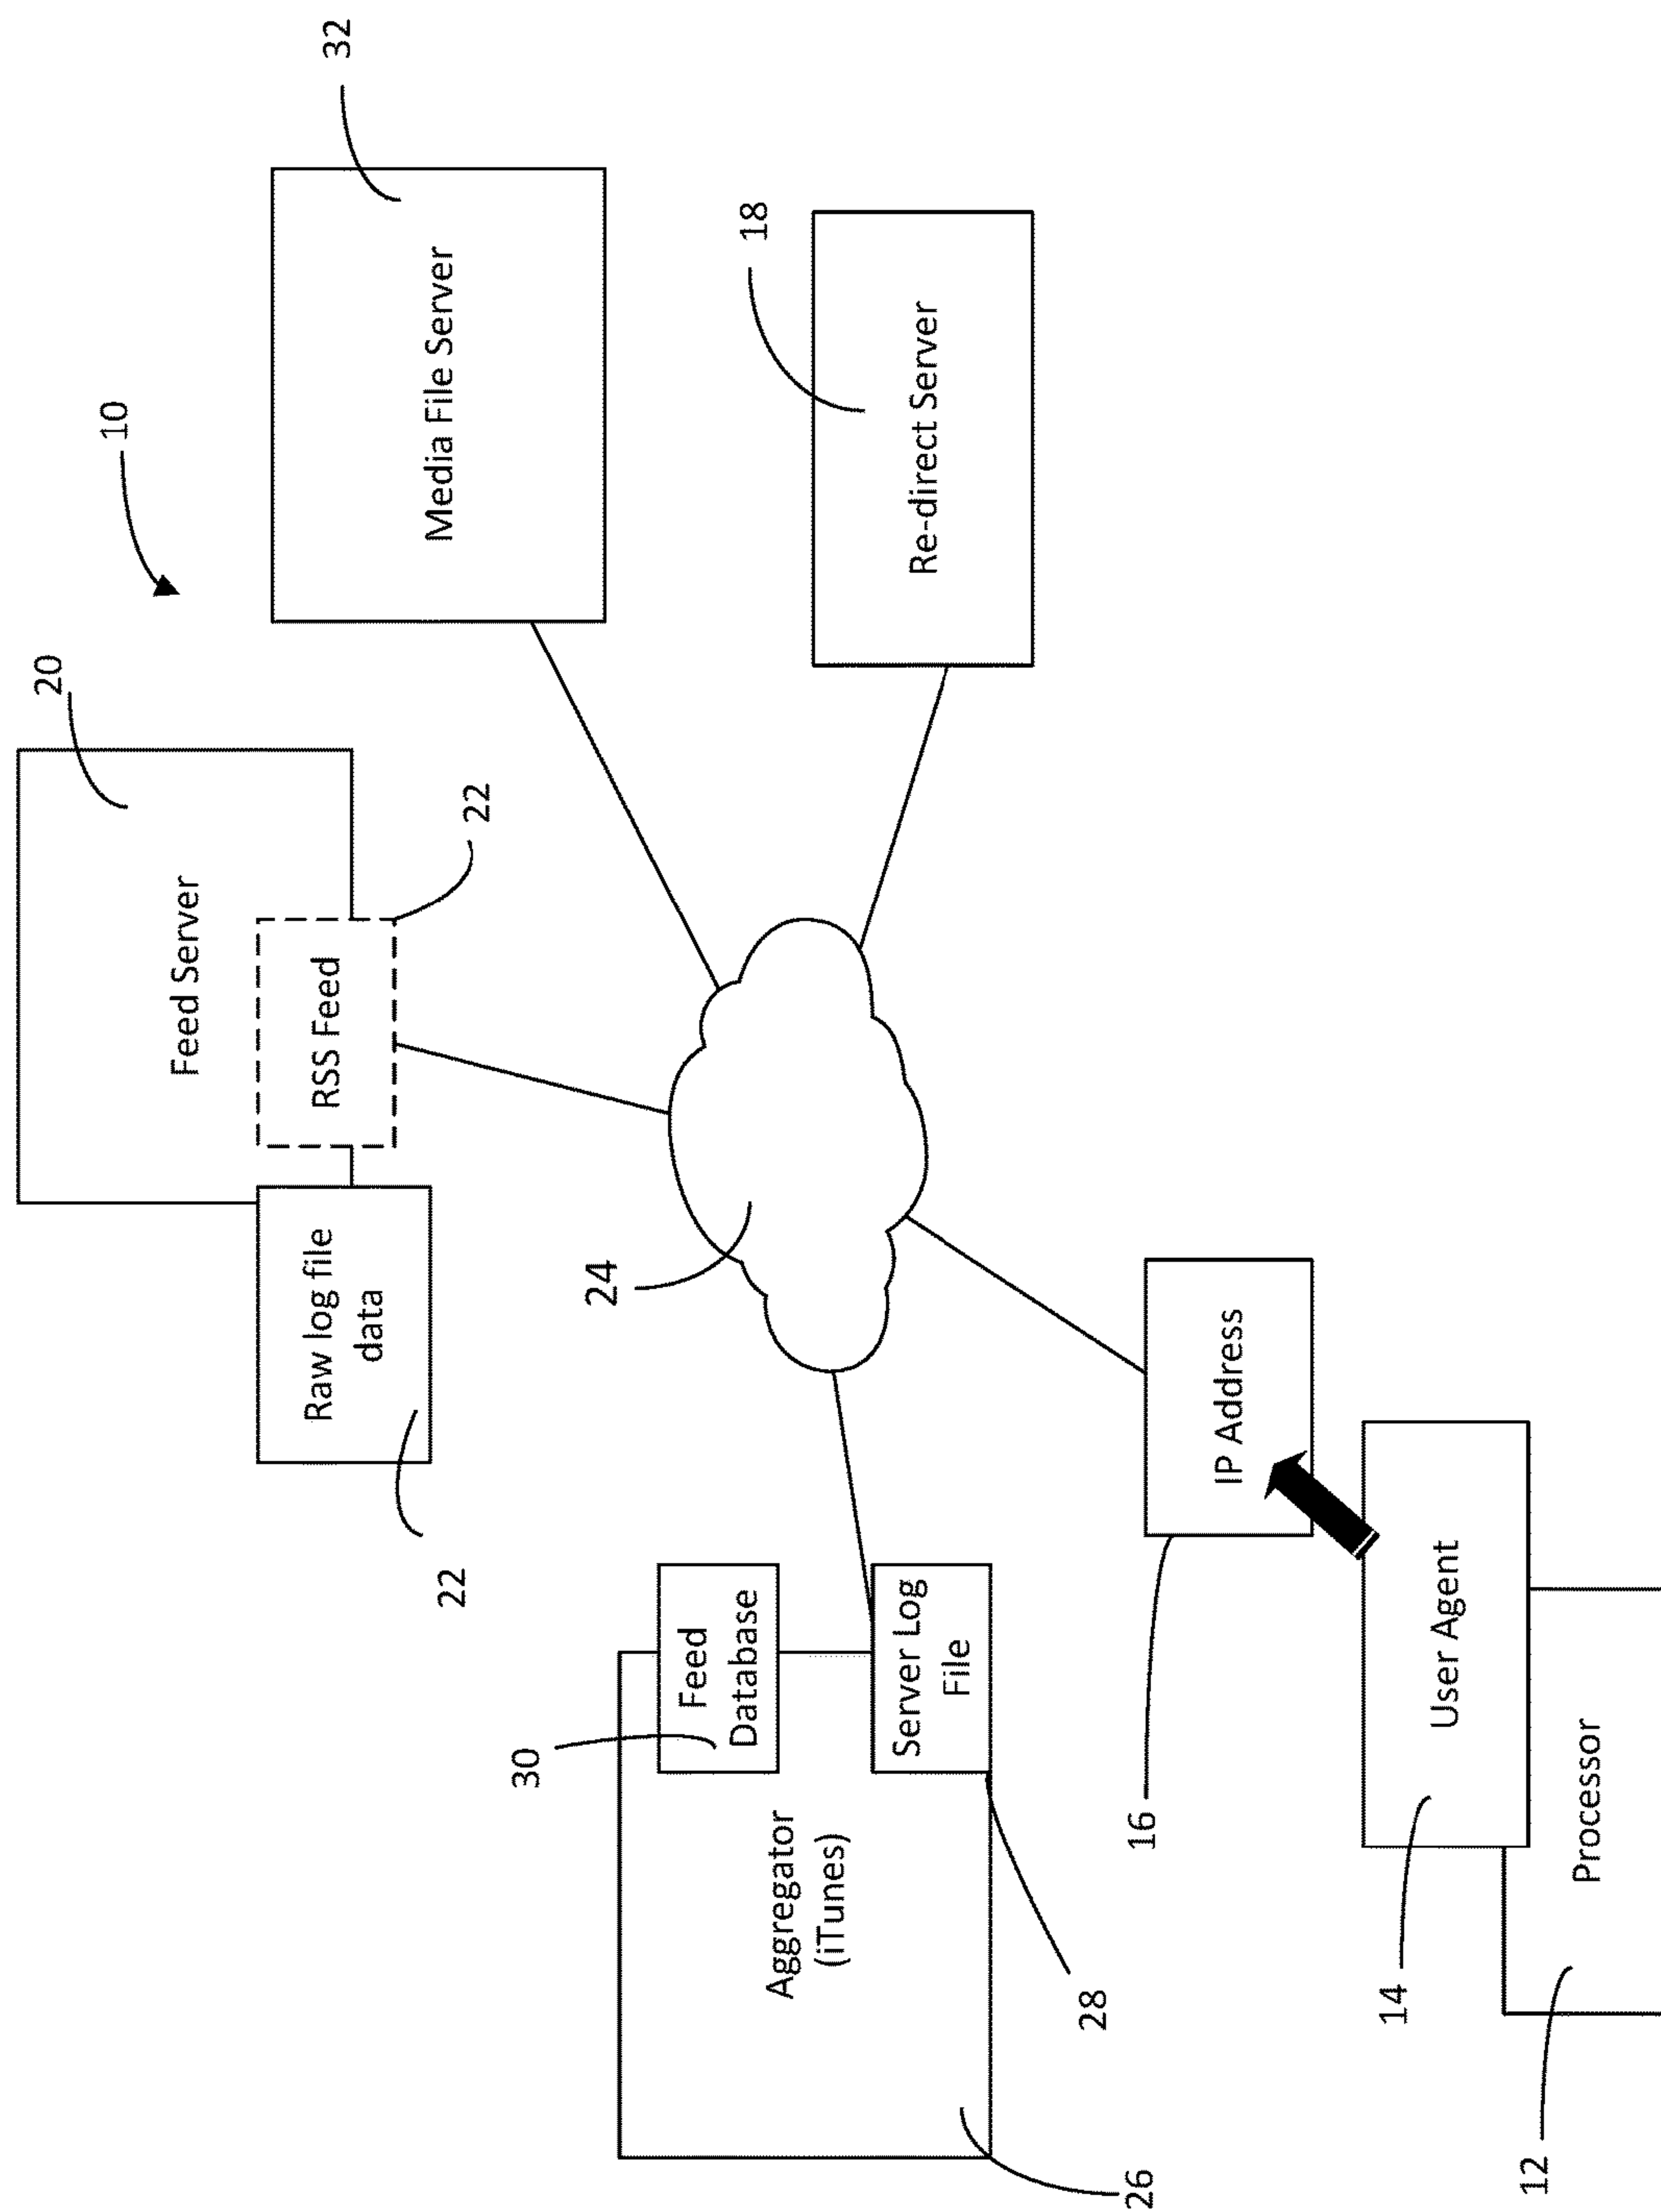 20
10
Feed Server
32
Raw log file
data
RSS Feed
Media File Server
22
22
30
24
Feed
Database
18
Aggregator
(iTunes)
Server Log
File
Re-direct Server
28
26
16
IP Address
14
User Agent
12
Processor